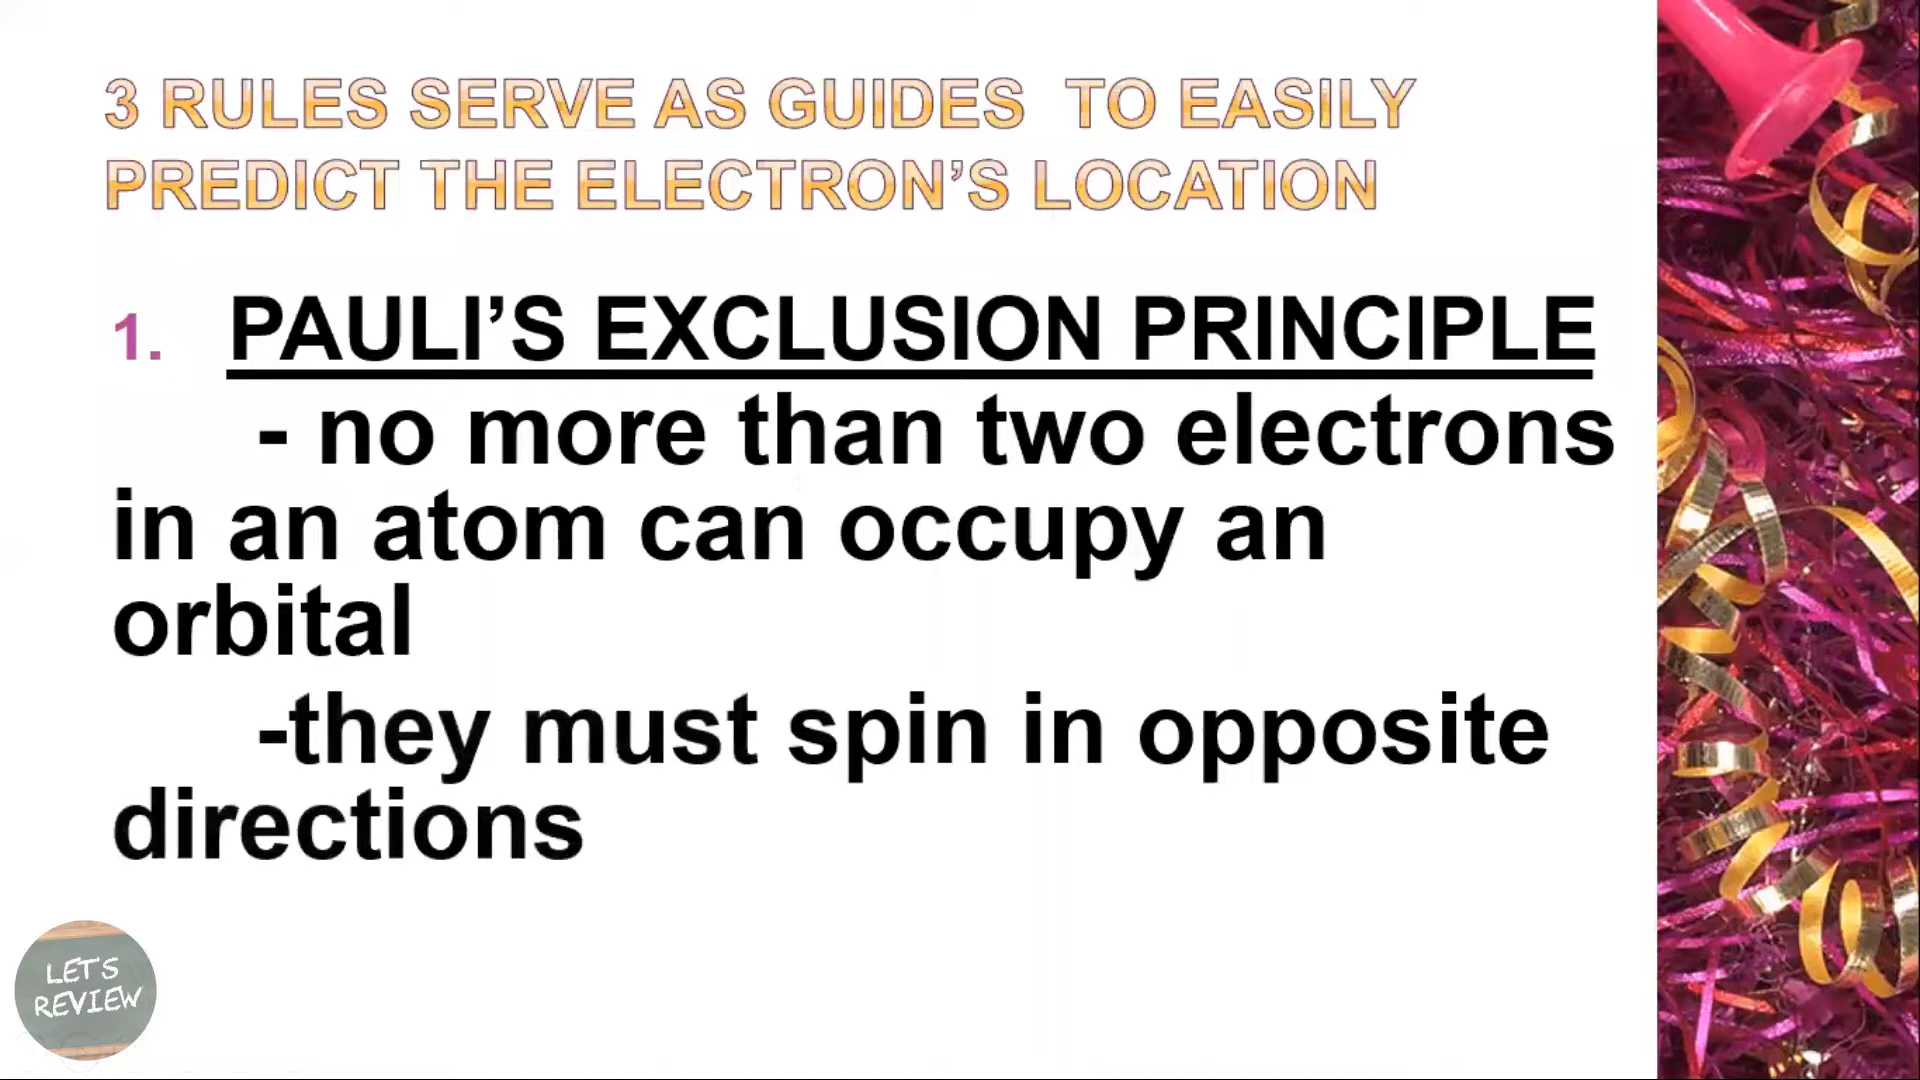 3 RULES SERVE AS GUIDES TO EASILY
PREDICT THE ELECTRON’S LOCATION
1. PAULI’S EXCLUSION PRINCIPLE
- no more than two electrons
in an atom can occupy an
orbital
-they must spin in opposite
directions
LET'S
REVIEW